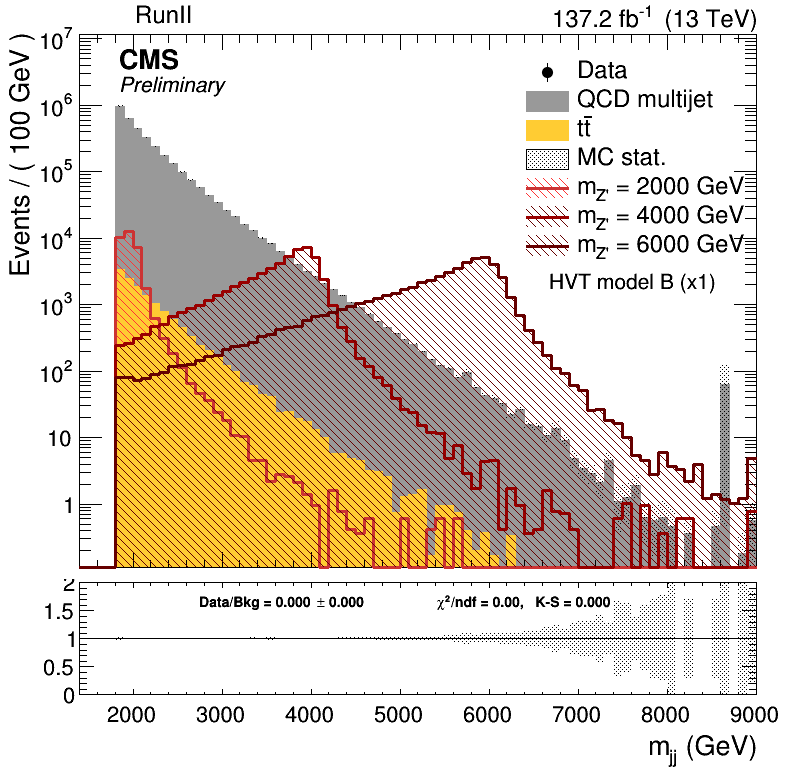 RunII
137.2 fb⁻¹ (13 TeV)
Events / ( 100 GeV )
10⁷
10⁶
10⁵
10⁴
10³
10²
10
1
CMS
Preliminary
Data
QCD multijet
tt̄
MC stat.
m_Z' = 2000 GeV
m_Z' = 4000 GeV
m_Z' = 6000 GeV
HVT model B (x1)
2
1.5
1
0.5
0
Data/Bkg = 0.000 ± 0.000
χ²/ndf = 0.00, K-S = 0.000
2000 3000 4000 5000 6000 7000 8000 9000
m_jj (GeV)